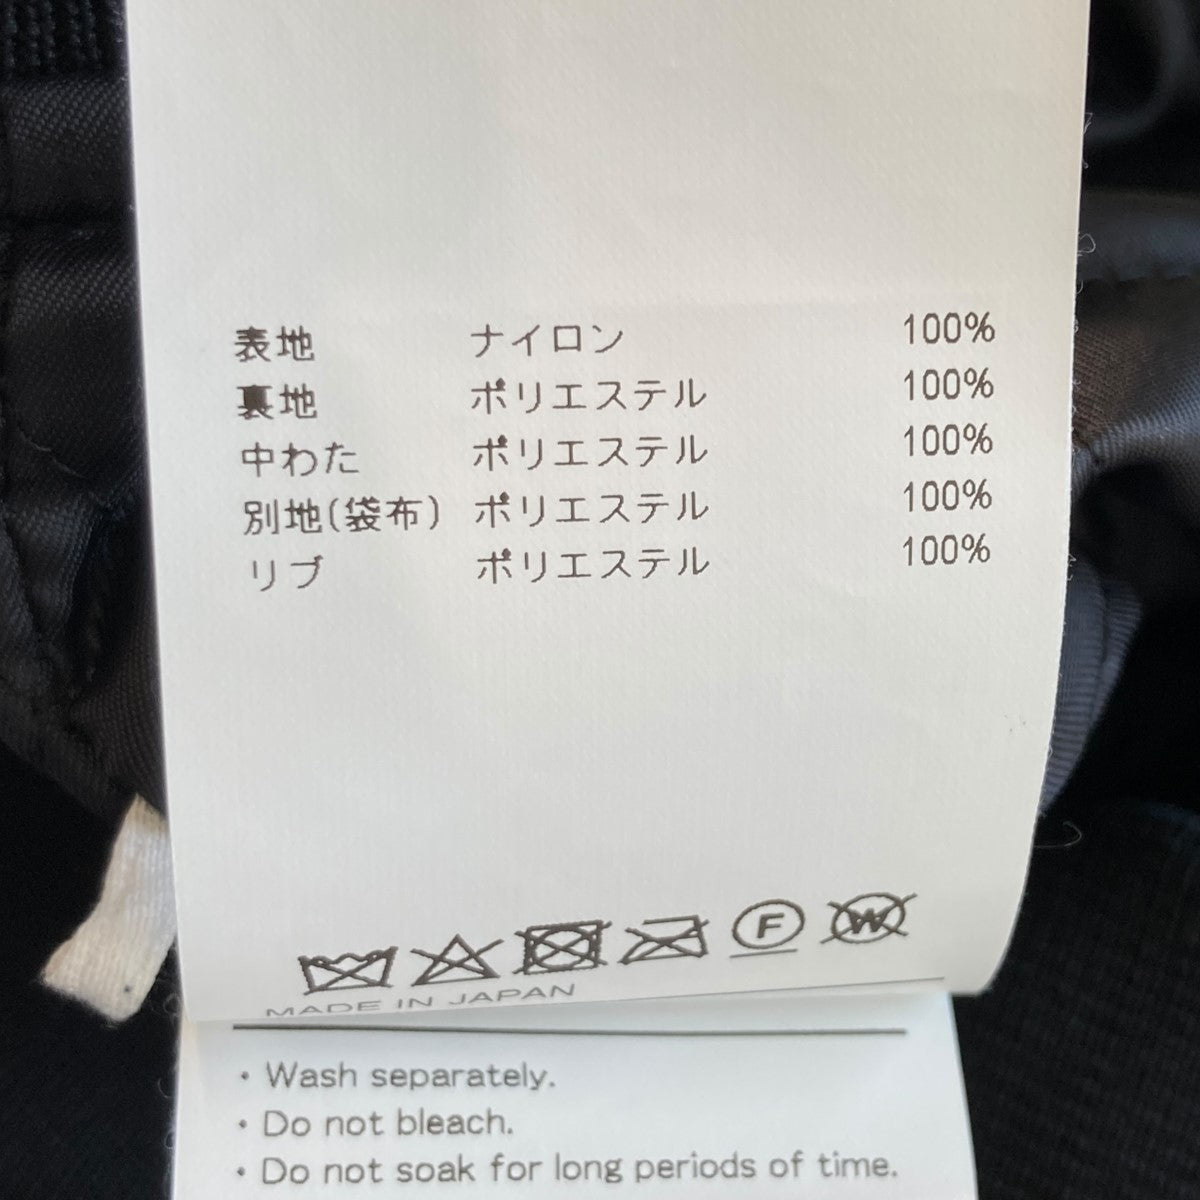 表地 ナイロン 100%
裏地 ポリエステル 100%
中わた ポリエステル 100%
別地(袋布) ポリエステル 100%
リブ ポリエステル 100%
F W
MADE IN JAPAN
・Wash separately.
・Do not bleach.
・Do not soak for long periods of time.